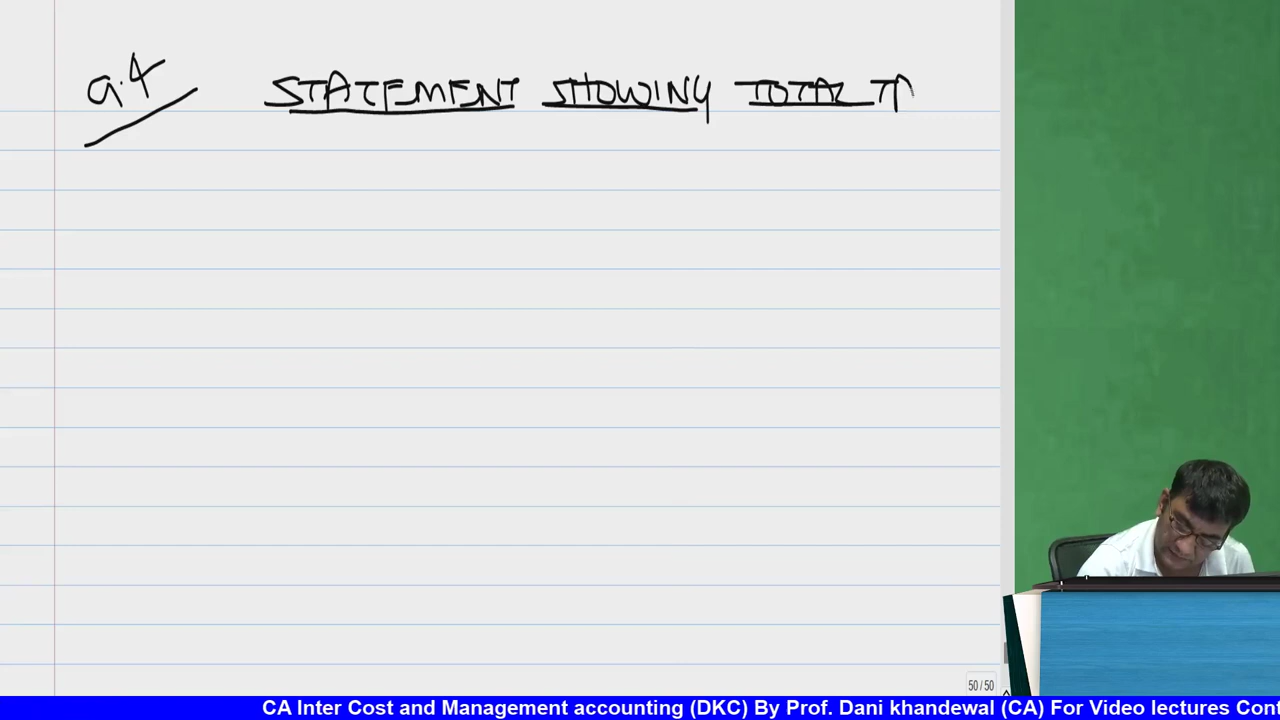 Q.4 STATEMENT SHOWING TOTAL
50 / 50
CA Inter Cost and Management accounting (DKC) By Prof. Dani khandewal (CA) For Video lectures Cont